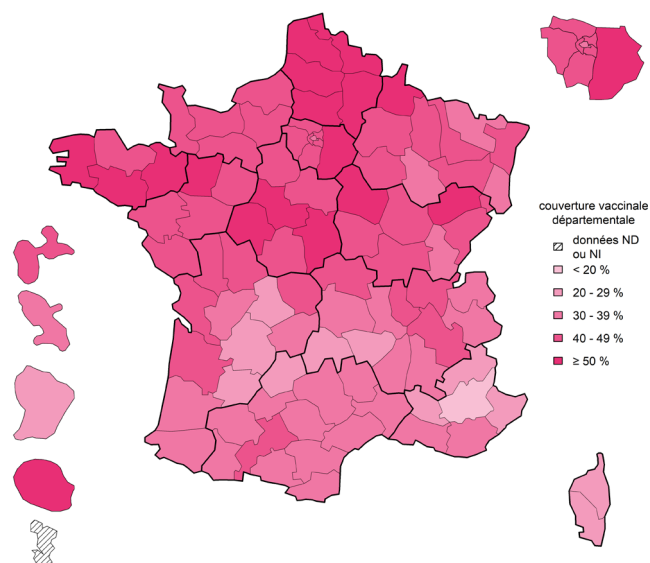 couverture vaccinale
départementale
données ND
ou NI
< 20 %
20 - 29 %
30 - 39 %
40 - 49 %
≥ 50 %